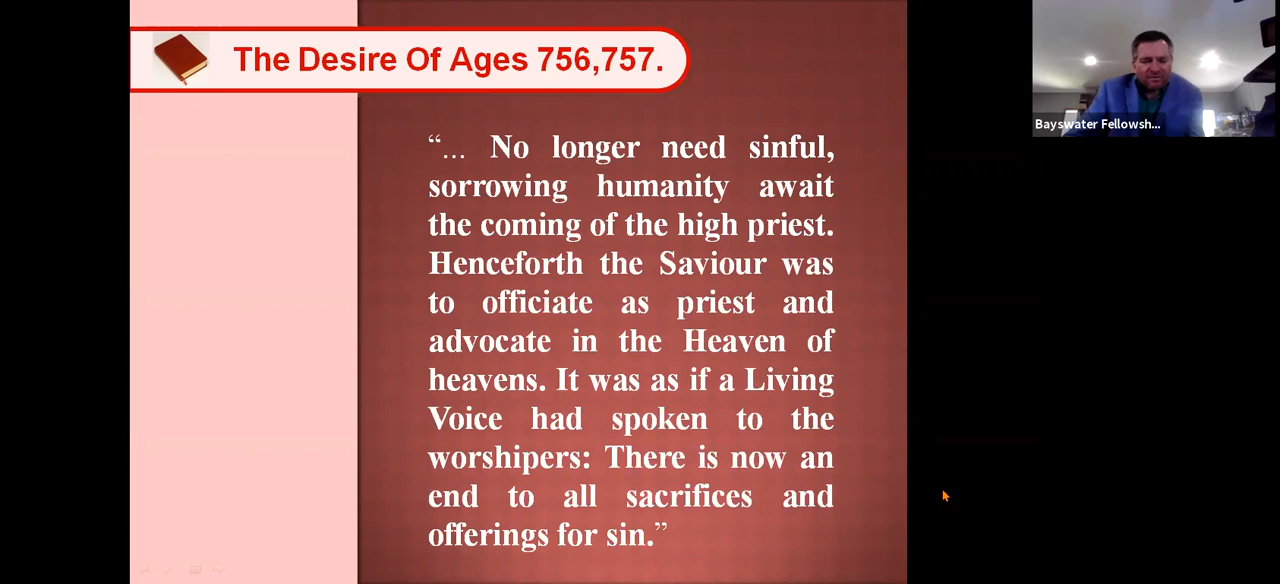 The Desire Of Ages 756,757.
“... No longer need sinful,
sorrowing humanity await
the coming of the high priest.
Henceforth the Saviour was
to officiate as priest and
advocate in the Heaven of
heavens. It was as if a Living
Voice had spoken to the
worshipers: There is now an
end to all sacrifices and
offerings for sin.”
Bayswater Fellowsh...